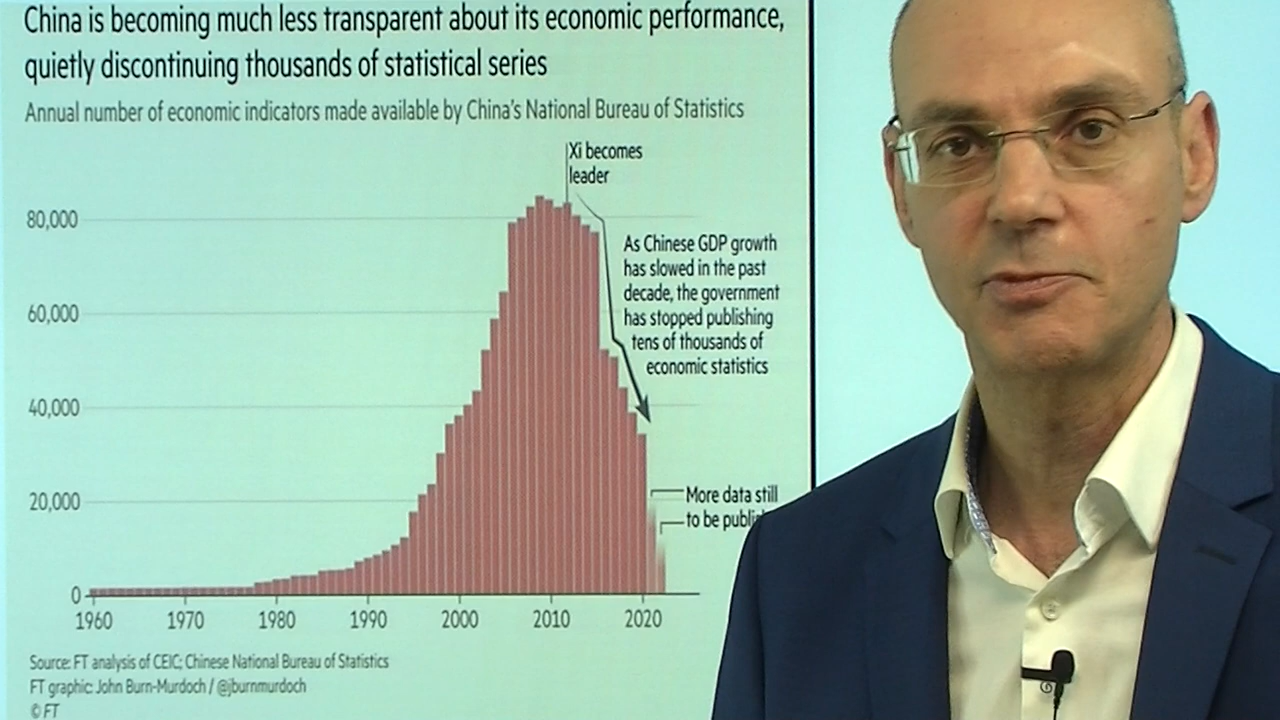 China is becoming much less transparent about its economic performance,
quietly discontinuing thousands of statistical series
Annual number of economic indicators made available by China's National Bureau of Statistics
Xi becomes
leader
80,000
As Chinese GDP growth
has slowed in the past
decade, the government
has stopped publishing
tens of thousands of
economic statistics
60,000
40,000
20,000
More data still
to be
0
1960 1970 1980 1990 2000 2010 2020
Source: FT analysis of CEIC; Chinese National Bureau of Statistics
FT graphic: John Burn-Murdoch / @jburnmurdoch
© FT